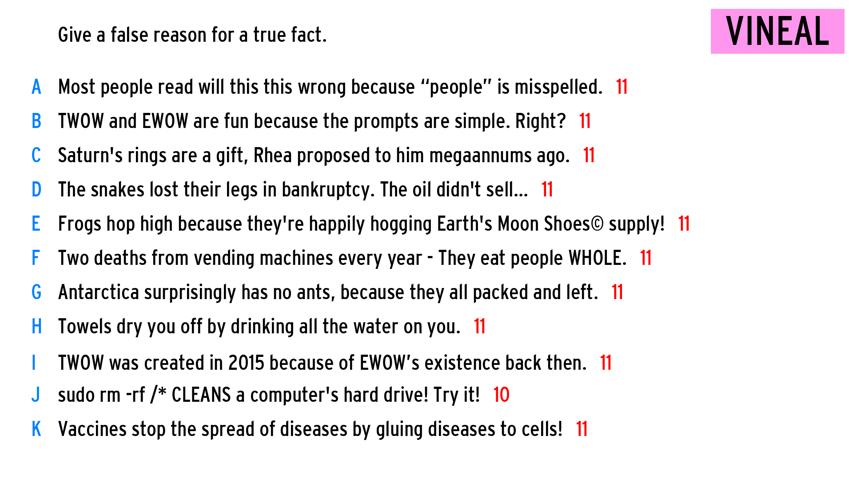 Give a false reason for a true fact.
VINEAL
A Most people read will this this wrong because “people” is misspelled. 11
B TWOW and EWOW are fun because the prompts are simple. Right? 11
C Saturn's rings are a gift, Rhea proposed to him megaannums ago. 11
D The snakes lost their legs in bankruptcy. The oil didn't sell... 11
E Frogs hop high because they're happily hogging Earth's Moon Shoes© supply! 11
F Two deaths from vending machines every year - They eat people WHOLE. 11
G Antarctica surprisingly has no ants, because they all packed and left. 11
H Towels dry you off by drinking all the water on you. 11
I TWOW was created in 2015 because of EWOW’s existence back then. 11
J sudo rm -rf /* CLEANS a computer's hard drive! Try it! 10
K Vaccines stop the spread of diseases by gluing diseases to cells! 11